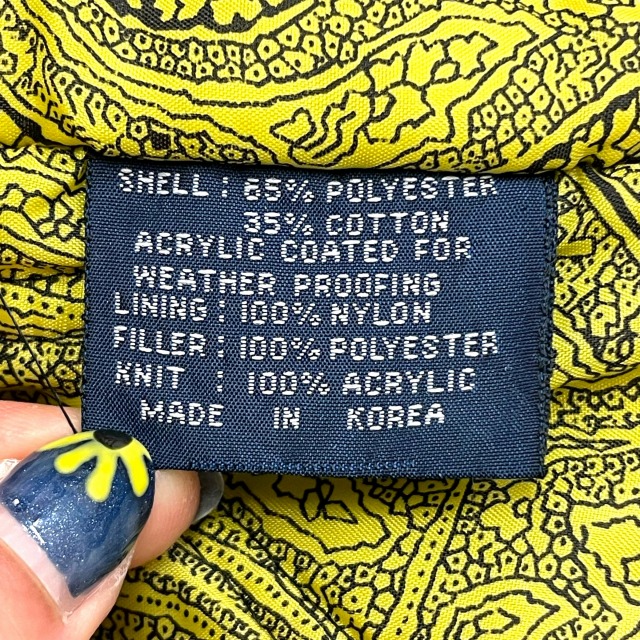 SHELL : 65% POLYESTER
35% COTTON
ACRYLIC COATED FOR
WEATHER PROOFING
LINING : 100% NYLON
FILLER : 100% POLYESTER
KNIT : 100% ACRYLIC
MADE IN KOREA